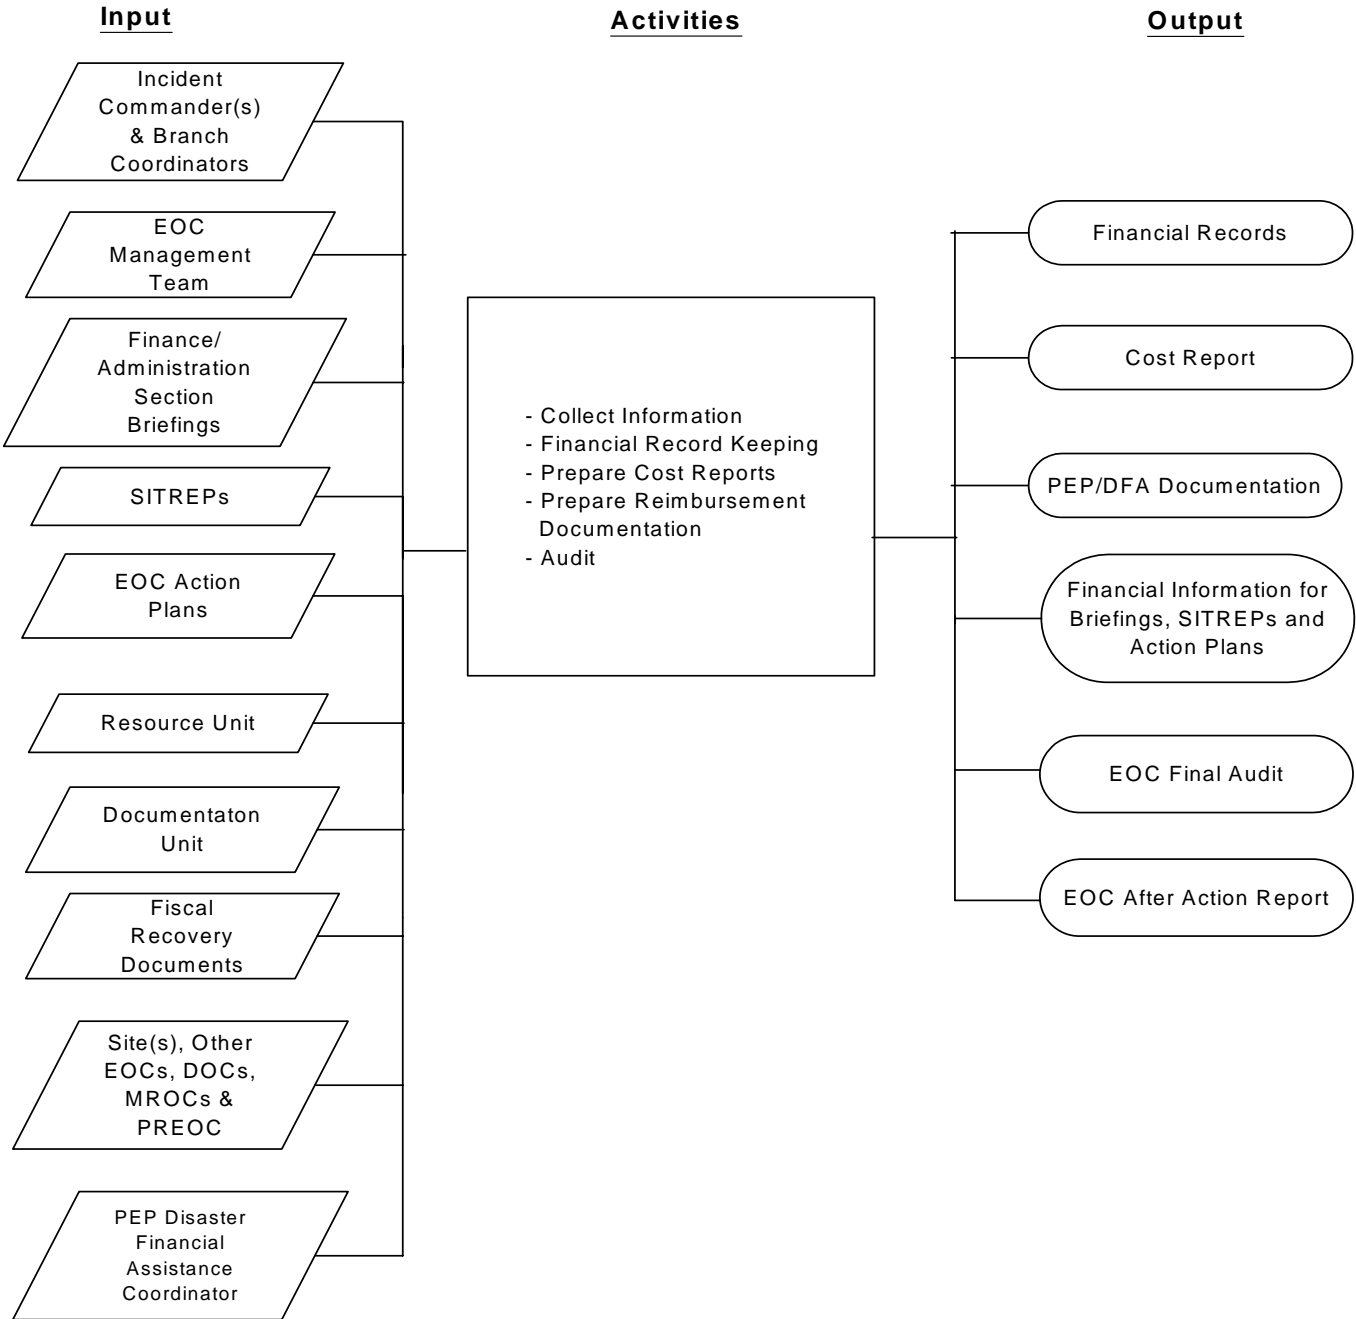 Input
Activities
Output
Incident
Commander(s)
& Branch
Coordinators
EOC
Management
Team
Finance/
Administration
Section
Briefings
SITREPs
EOC Action
Plans
Resource Unit
Documentaton
Unit
Fiscal
Recovery
Documents
Site(s), Other
EOCs, DOCs,
MROCs &
PREOC
PEP Disaster
Financial
Assistance
Coordinator
- Collect Information
- Financial Record Keeping
- Prepare Cost Reports
- Prepare Reimbursement
Documentation
- Audit
Financial Records
Cost Report
PEP/DFA Documentation
Financial Information for
Briefings, SITREPs and
Action Plans
EOC Final Audit
EOC After Action Report